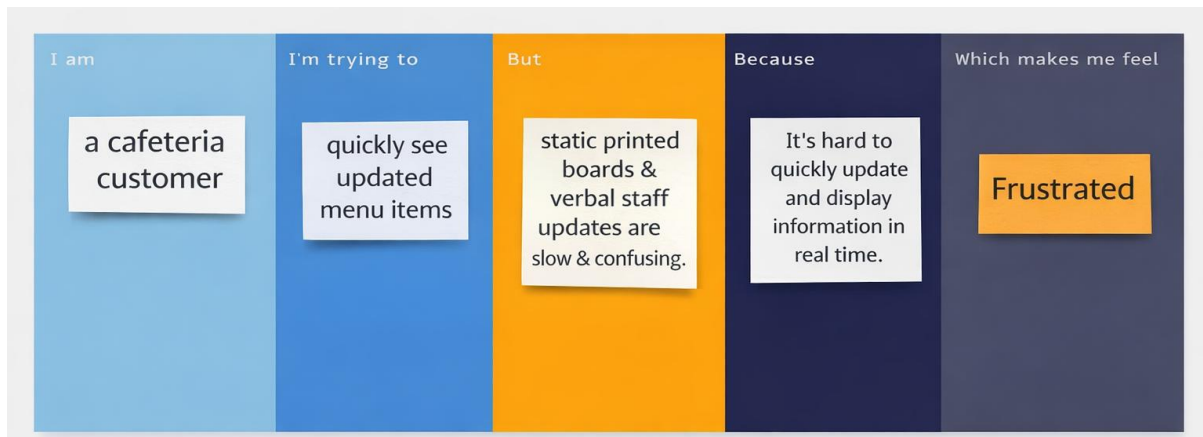 I am
a cafeteria
customer
I'm trying to
quickly see
updated
menu items
But
static printed
boards &
verbal staff
updates are
slow & confusing.
Because
It's hard to
quickly update
and display
information in
real time.
Which makes me feel
Frustrated